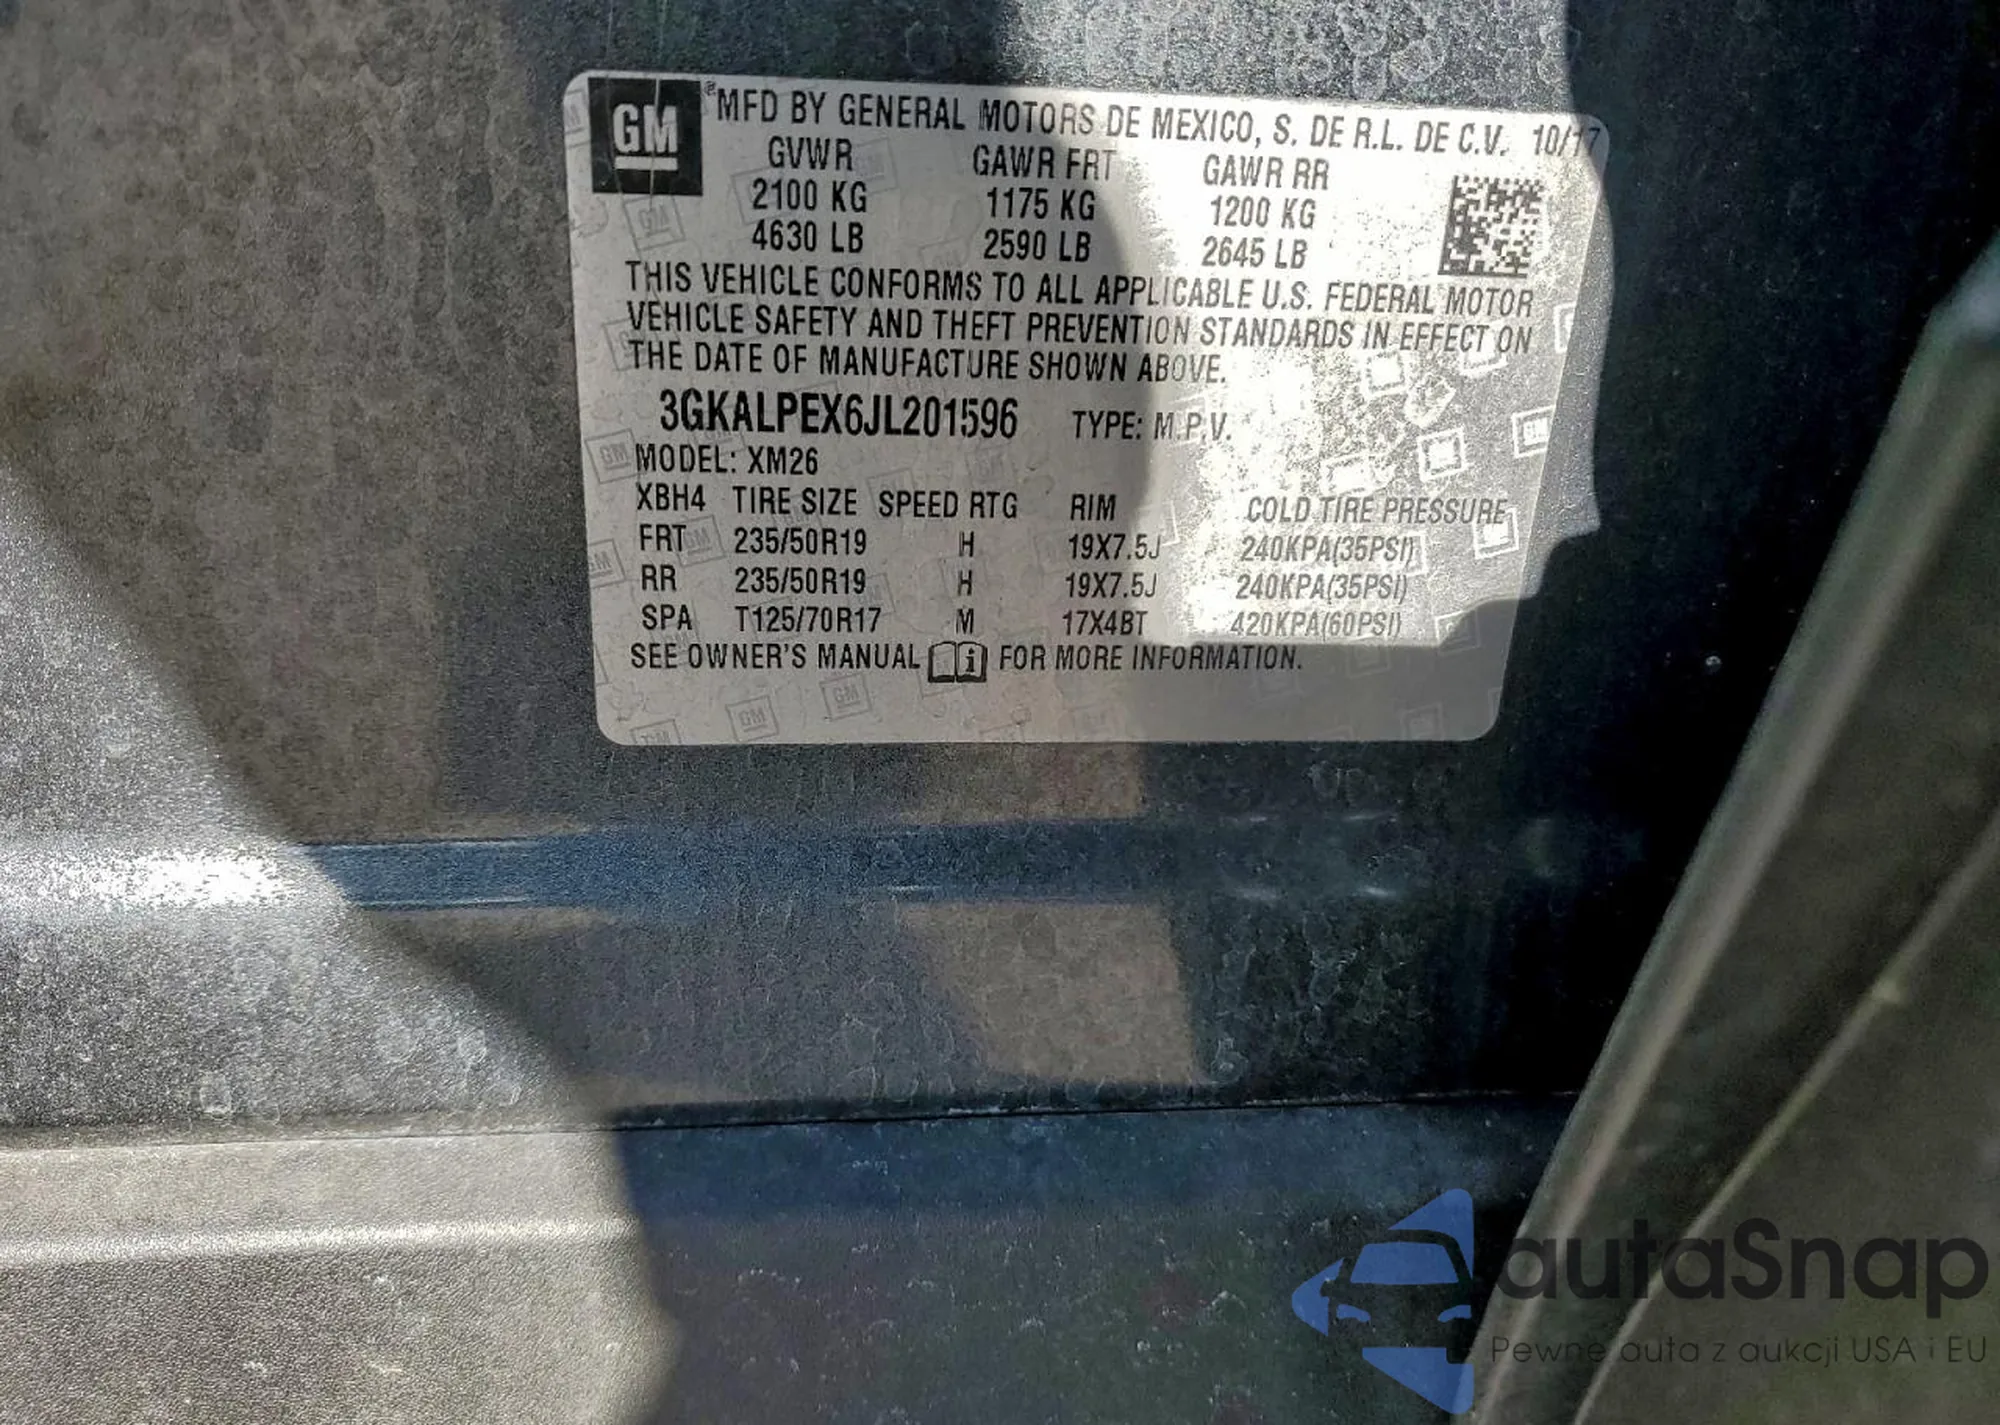 GM ®MFD BY GENERAL MOTORS DE MEXICO, S. DE R.L. DE C.V. 10/17
GVWR GAWR FRT GAWR RR
2100 KG 1175 KG 1200 KG
4630 LB 2590 LB 2645 LB
THIS VEHICLE CONFORMS TO ALL APPLICABLE U.S. FEDERAL MOTOR
VEHICLE SAFETY AND THEFT PREVENTION STANDARDS IN EFFECT ON
THE DATE OF MANUFACTURE SHOWN ABOVE.
3GKALPEX6JL201596 TYPE: M.P.V.
MODEL: XM26
XBH4 TIRE SIZE SPEED RTG RIM COLD TIRE PRESSURE
FRT 235/50R19 H 19X7.5J 240KPA(35PSI)
RR 235/50R19 H 19X7.5J 240KPA(35PSI)
SPA T125/70R17 M 17X4BT 420KPA(60PSI)
SEE OWNER'S MANUAL i FOR MORE INFORMATION.
autaSnap
Pewne auta z aukcji USA i EU